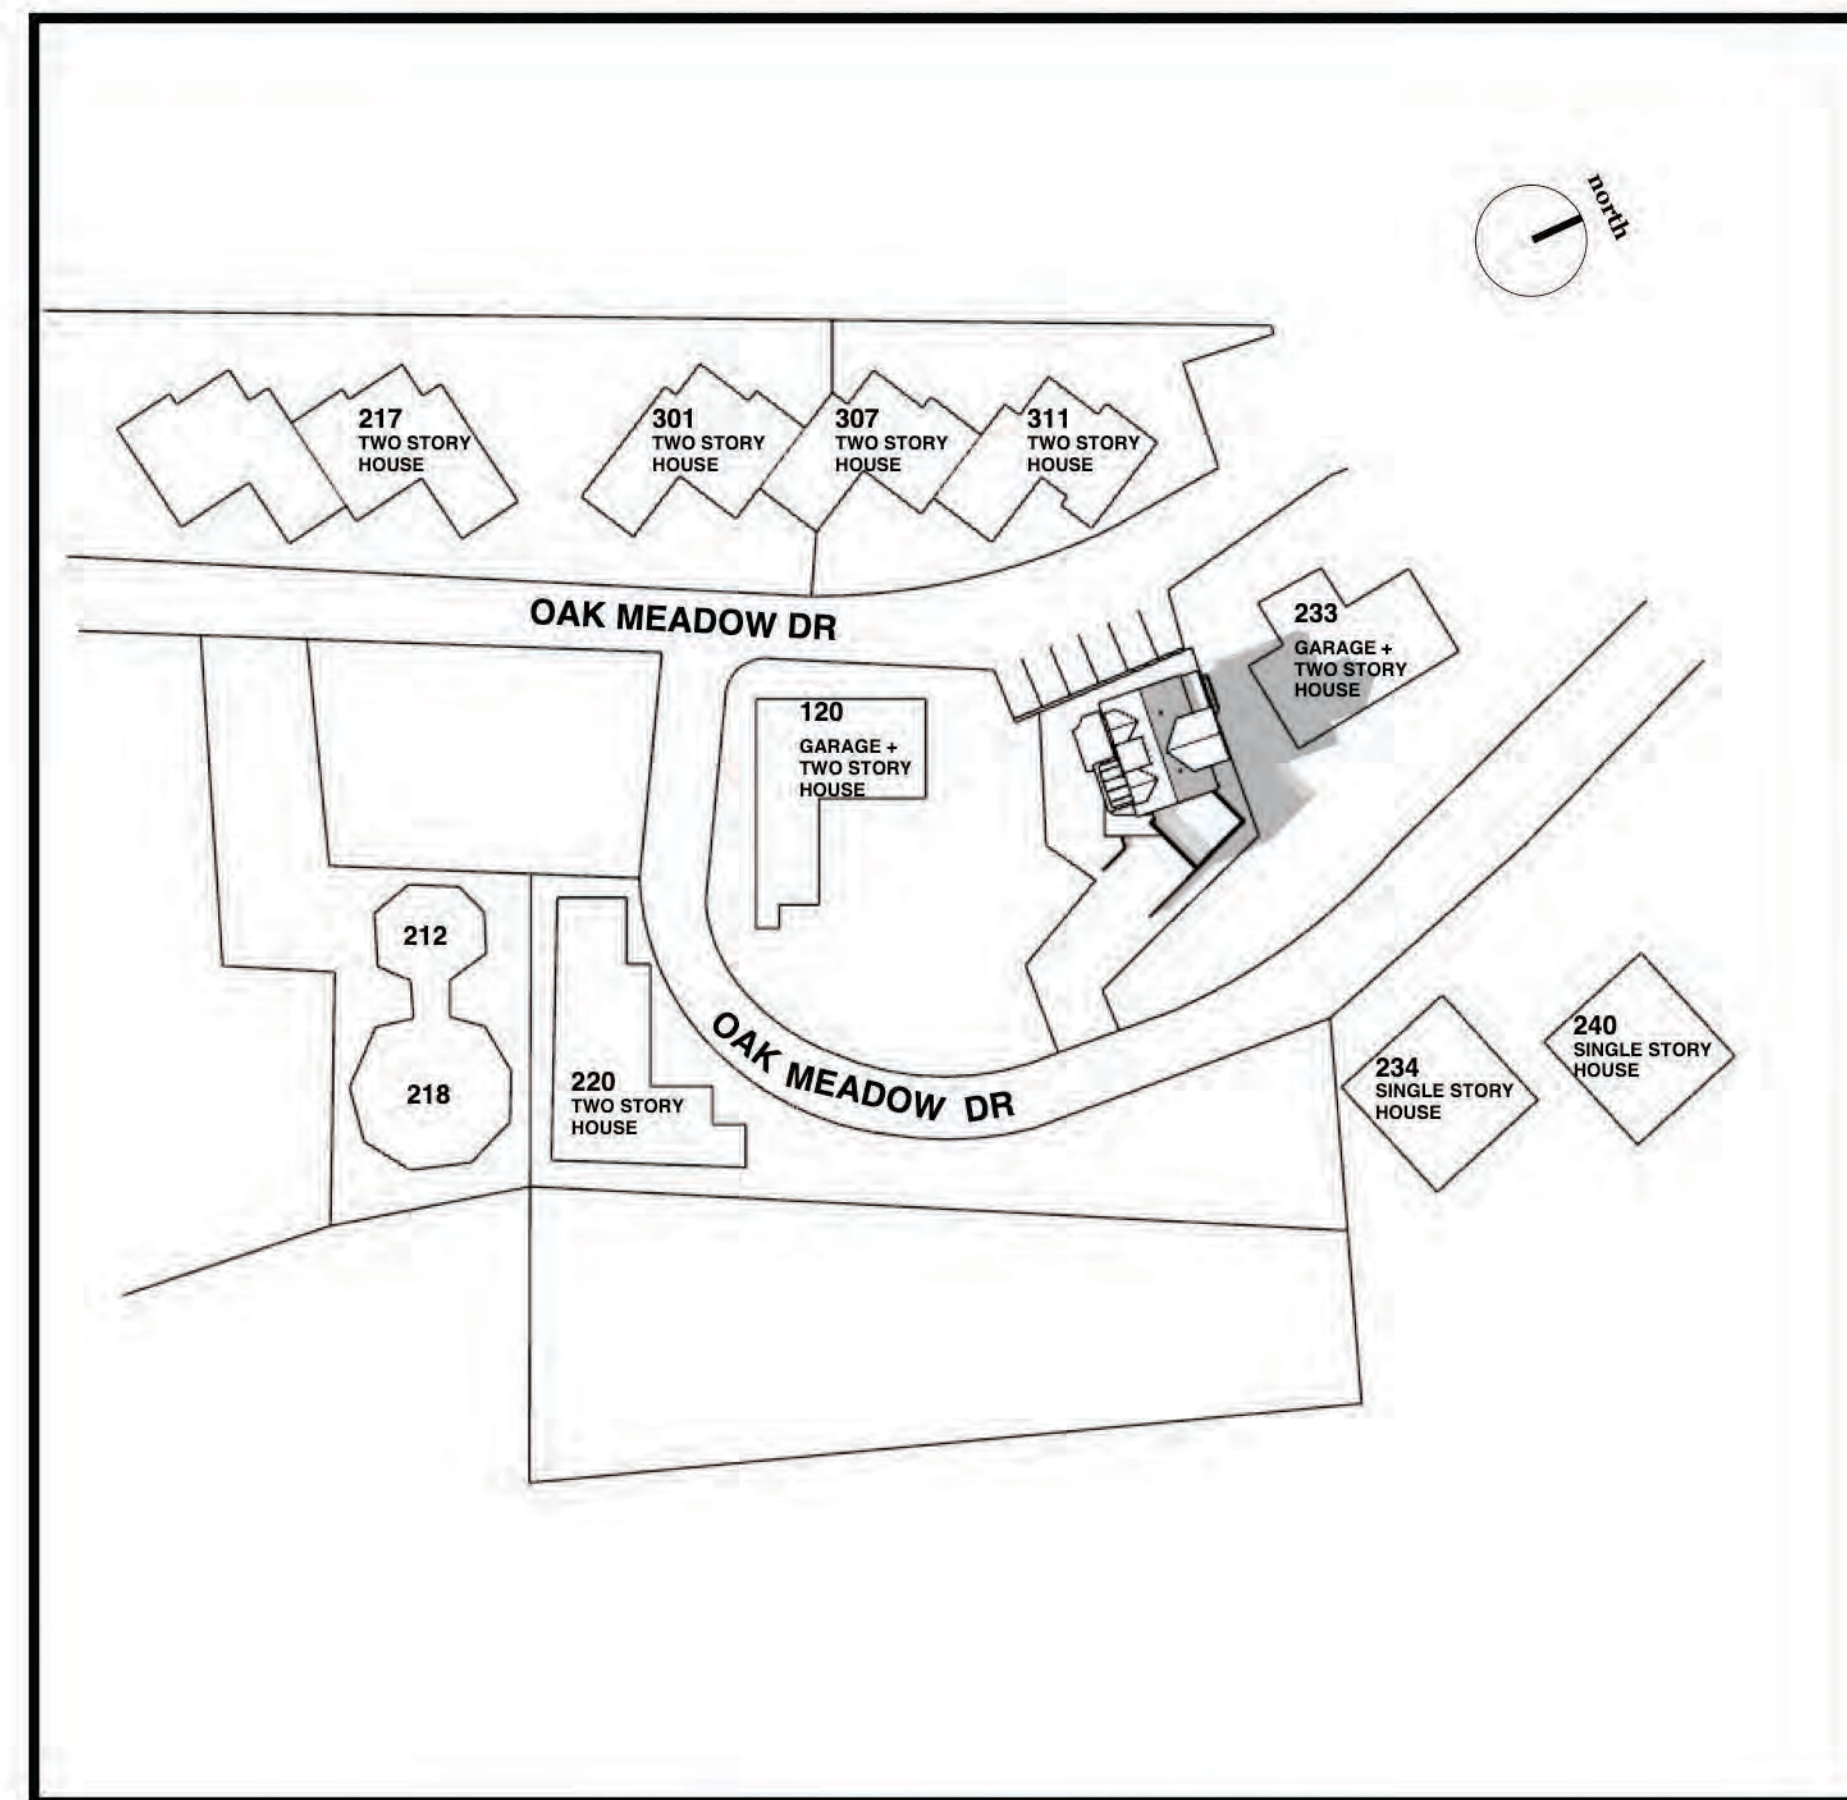 north
217
TWO STORY
HOUSE
301
TWO STORY
HOUSE
307
TWO STORY
HOUSE
311
TWO STORY
HOUSE
OAK MEADOW DR
233
GARAGE +
TWO STORY
HOUSE
120
GARAGE +
TWO STORY
HOUSE
212
218
220
TWO STORY
HOUSE
OAK MEADOW DR
234
SINGLE STORY
HOUSE
240
SINGLE STORY
HOUSE